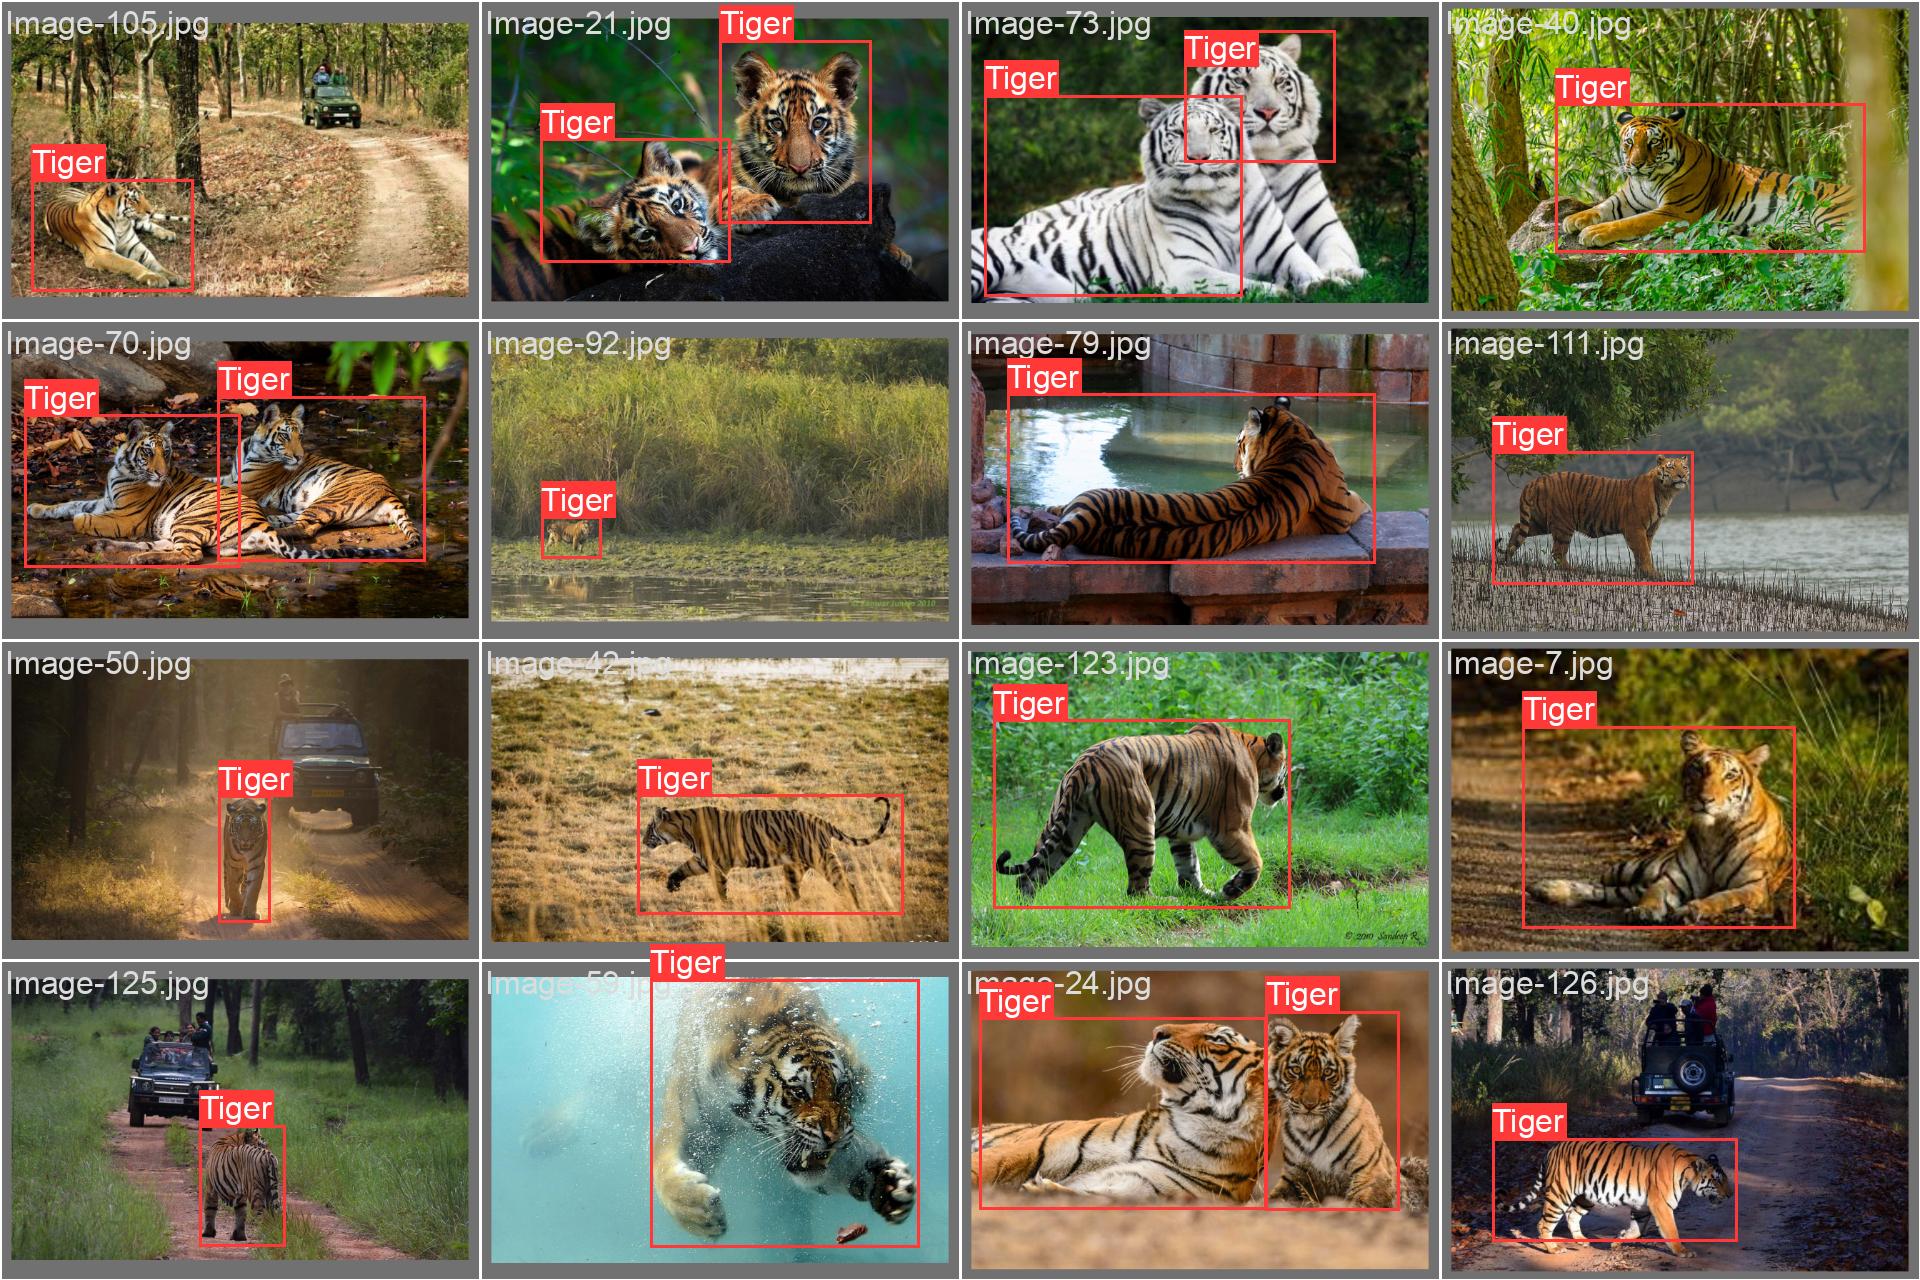 Image-105.jpg
Tiger
Image-21.jpg
Tiger
Tiger
Image-73.jpg
Tiger
Tiger
Image-40.jpg
Tiger
Image-70.jpg
Tiger
Tiger
Image-92.jpg
Tiger
Image-79.jpg
Tiger
Image-111.jpg
Tiger
Image-50.jpg
Tiger
Image-42.jpg
Tiger
Image-123.jpg
Tiger
© 2010 Sandeep R.
Image-7.jpg
Tiger
Image-125.jpg
Tiger
Image-59.jpg
Tiger
Image-24.jpg
Tiger
Tiger
Image-126.jpg
Tiger